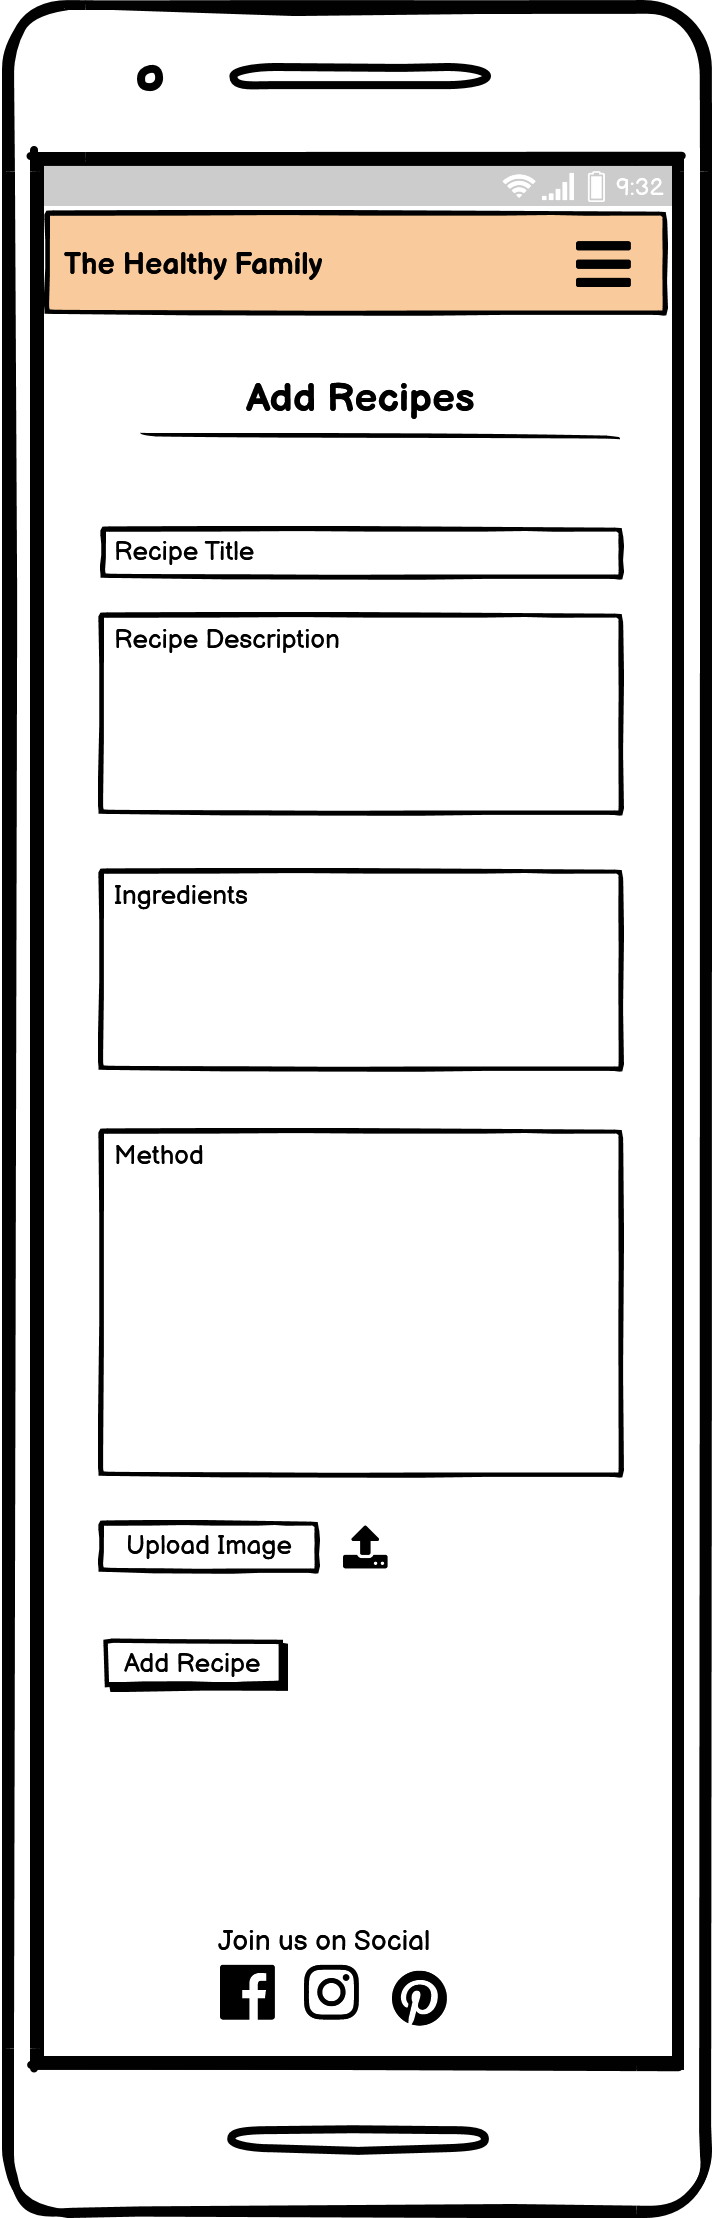 9:32
The Healthy Family
Add Recipes
Recipe Title
Recipe Description
Ingredients
Method
Upload Image
Add Recipe
Join us on Social